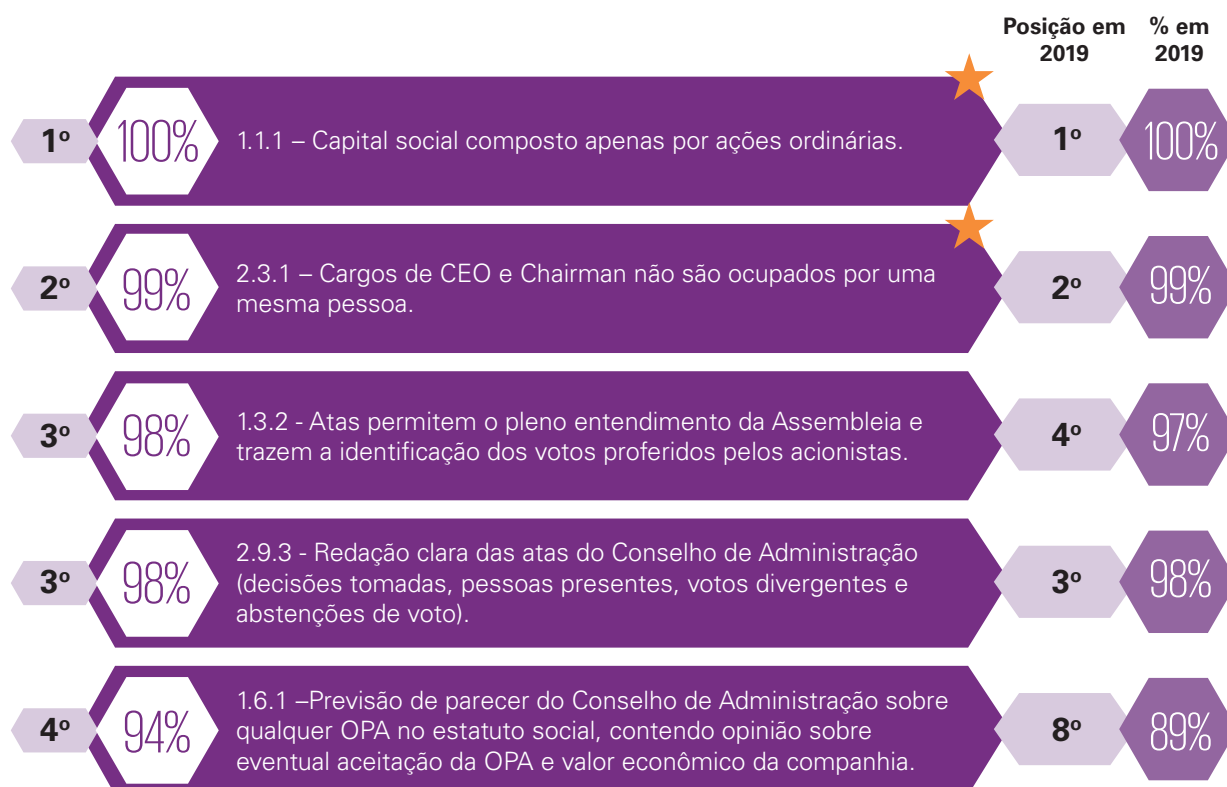 Posição em 2019
% em 2019
1º
100%
1.1.1 – Capital social composto apenas por ações ordinárias.
1º
100%
2º
99%
2.3.1 – Cargos de CEO e Chairman não são ocupados por uma
mesma pessoa.
2º
99%
3º
98%
1.3.2 - Atas permitem o pleno entendimento da Assembleia e
trazem a identificação dos votos proferidos pelos acionistas.
4º
97%
3º
98%
2.9.3 - Redação clara das atas do Conselho de Administração
(decisões tomadas, pessoas presentes, votos divergentes e
abstenções de voto).
3º
98%
4º
94%
1.6.1 –Previsão de parecer do Conselho de Administração sobre
qualquer OPA no estatuto social, contendo opinião sobre
eventual aceitação da OPA e valor econômico da companhia.
8º
89%